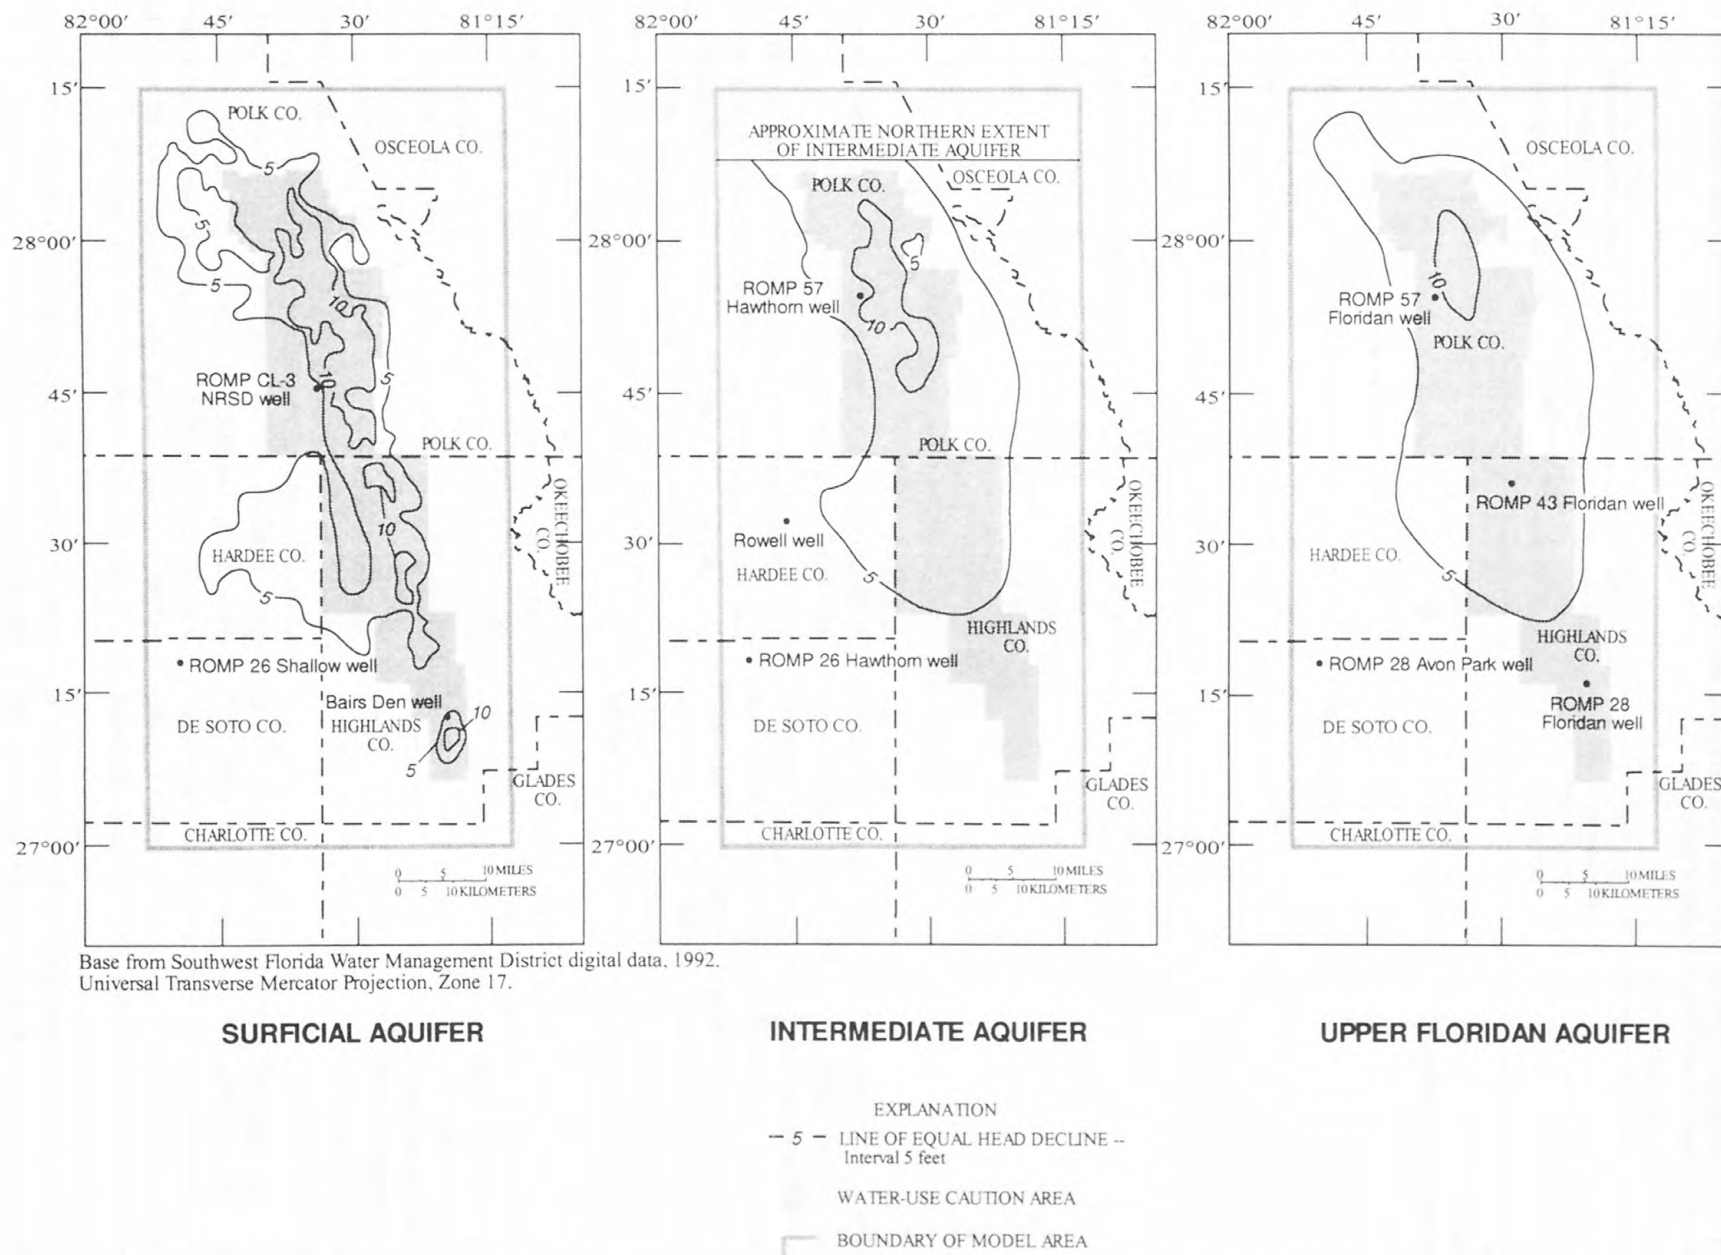 82°00′ 45′ 30′ 81°15′
15′
28°00′
45′
30′
15′
27°00′
POLK CO.
OSCEOLA CO.
5
5
5
10
ROMP CL-3
NRSD well
10
5
POLK CO.
OKEECHOBEE
CO.
10
HARDEE CO.
5
ROMP 26 Shallow well
Bairs Den well
10
DE SOTO CO.
HIGHLANDS
CO.
5
GLADES
CO.
CHARLOTTE CO.
0 5 10 MILES
0 5 10 KILOMETERS
Base from Southwest Florida Water Management District digital data, 1992.
Universal Transverse Mercator Projection, Zone 17.
SURFICIAL AQUIFER
82°00′ 45′ 30′ 81°15′
15′
28°00′
45′
30′
15′
27°00′
APPROXIMATE NORTHERN EXTENT
OF INTERMEDIATE AQUIFER
POLK CO.
OSCEOLA CO.
5
ROMP 57
Hawthorn well
10
POLK CO.
OKEECHOBEE
CO.
Rowell well
HARDEE CO.
5
HIGHLANDS
CO.
ROMP 26 Hawthorn well
DE SOTO CO.
GLADES
CO.
CHARLOTTE CO.
0 5 10 MILES
0 5 10 KILOMETERS
INTERMEDIATE AQUIFER
82°00′ 45′ 30′ 81°15′
15′
28°00′
45′
30′
15′
27°00′
OSCEOLA CO.
10
ROMP 57
Floridan well
POLK CO.
OKEECHOBEE
CO.
ROMP 43 Floridan well
HARDEE CO.
5
HIGHLANDS
CO.
ROMP 28 Avon Park well
ROMP 28
Floridan well
DE SOTO CO.
GLADES
CO.
CHARLOTTE CO.
0 5 10 MILES
0 5 10 KILOMETERS
UPPER FLORIDAN AQUIFER
EXPLANATION
— 5 — LINE OF EQUAL HEAD DECLINE --
Interval 5 feet
WATER-USE CAUTION AREA
BOUNDARY OF MODEL AREA